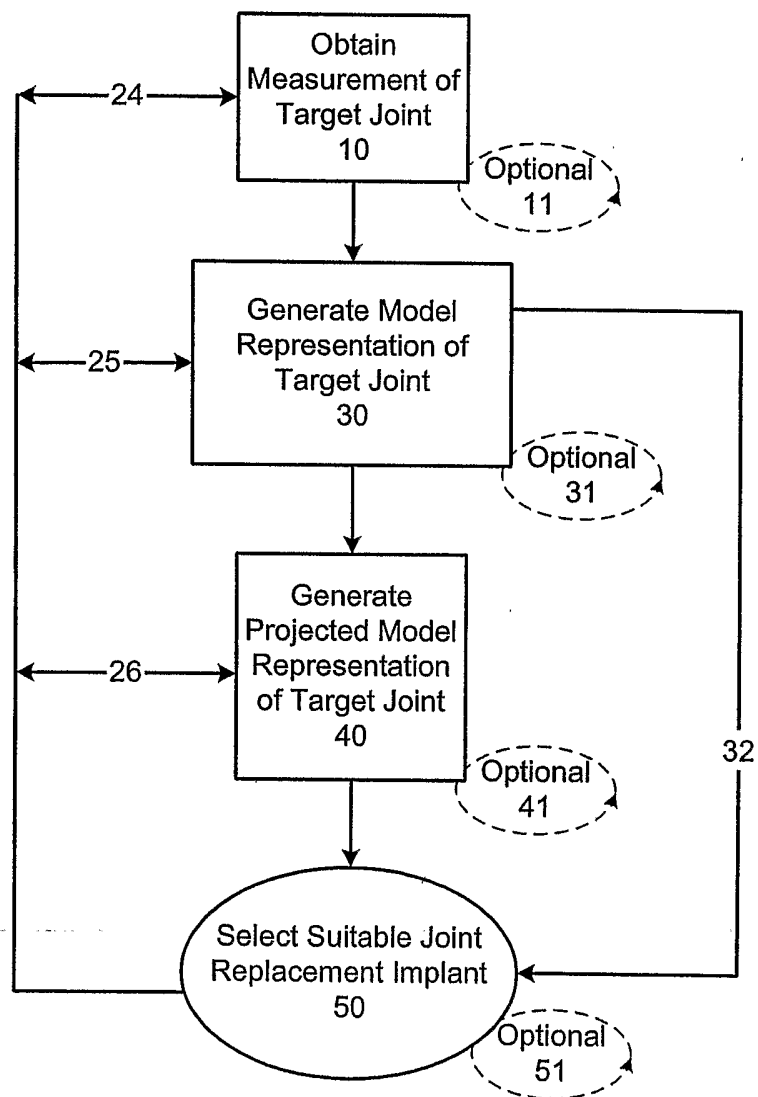 Obtain
Measurement of
Target Joint
10
24
Optional
11
Generate Model
Representation of
Target Joint
30
25
Optional
31
Generate
Projected Model
Representation
of Target Joint
40
26
32
Optional
41
Select Suitable Joint
Replacement Implant
50
Optional
51